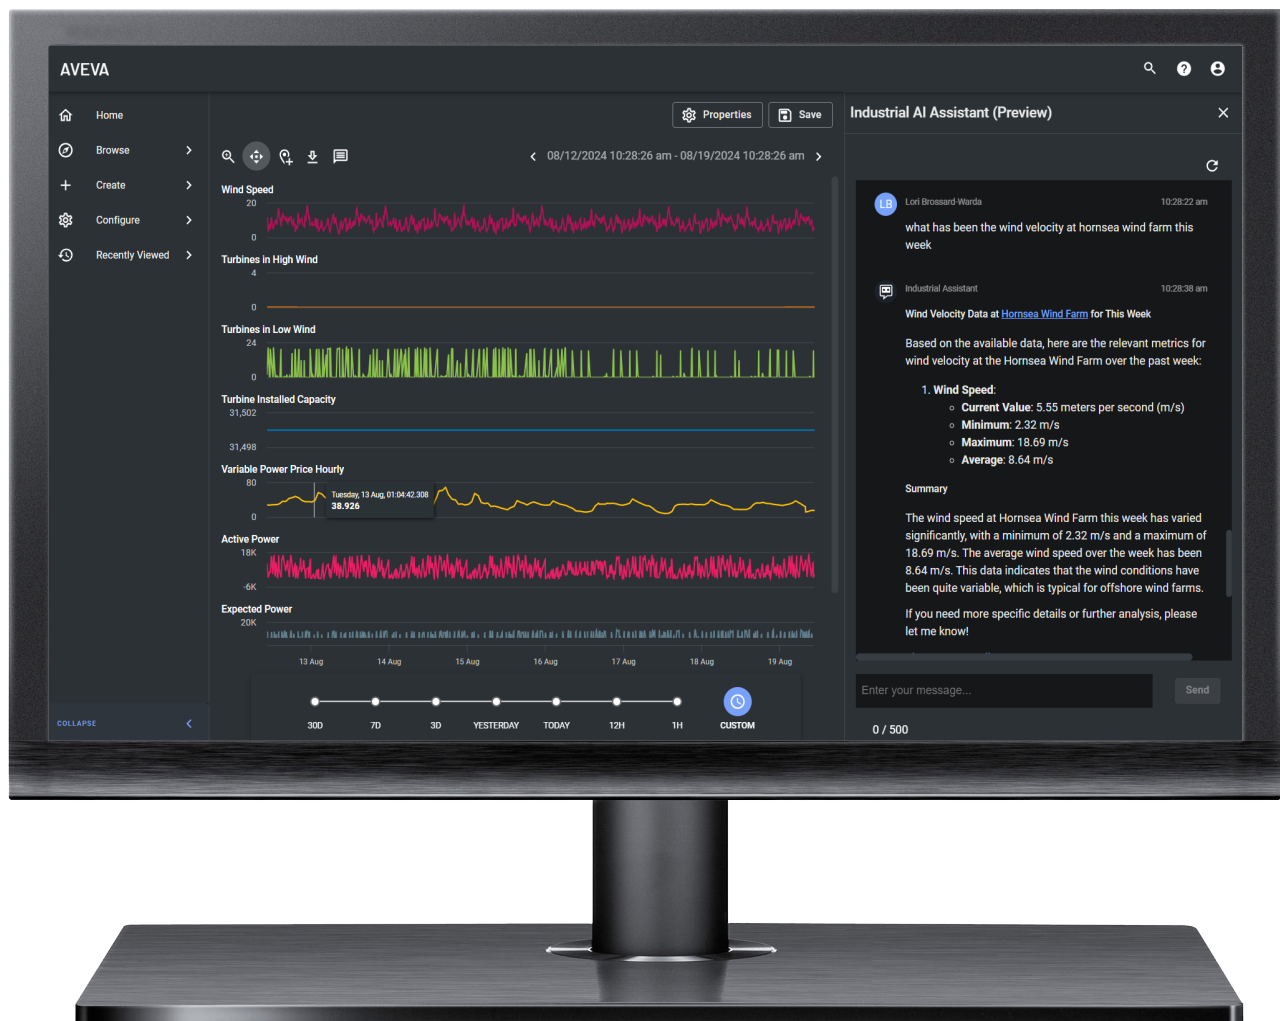 AVEVA
Home
Browse
Create
Configure
Recently Viewed
COLLAPSE
Properties
Save
08/12/2024 10:28:26 am - 08/19/2024 10:28:26 am
Wind Speed
20
0
Turbines in High Wind
4
0
Turbines in Low Wind
24
0
Turbine Installed Capacity
31,502
31,498
Variable Power Price Hourly
80
Tuesday, 13 Aug, 01:04:42.308
38.926
0
Active Power
18K
-6K
Expected Power
20K
13 Aug 14 Aug 15 Aug 16 Aug 17 Aug 18 Aug 19 Aug
30D 7D 3D YESTERDAY TODAY 12H 1H CUSTOM
Industrial AI Assistant (Preview)
LB Lori Brossard-Warda 10:28:22 am
what has been the wind velocity at hornsea wind farm this
week
Industrial Assistant 10:28:38 am
Wind Velocity Data at Hornsea Wind Farm for This Week
Based on the available data, here are the relevant metrics for
wind velocity at the Hornsea Wind Farm over the past week:
1. Wind Speed:
Current Value: 5.55 meters per second (m/s)
Minimum: 2.32 m/s
Maximum: 18.69 m/s
Average: 8.64 m/s
Summary
The wind speed at Hornsea Wind Farm this week has varied
significantly, with a minimum of 2.32 m/s and a maximum of
18.69 m/s. The average wind speed over the week has been
8.64 m/s. This data indicates that the wind conditions have
been quite variable, which is typical for offshore wind farms.
If you need more specific details or further analysis, please
let me know!
Enter your message...
Send
0 / 500